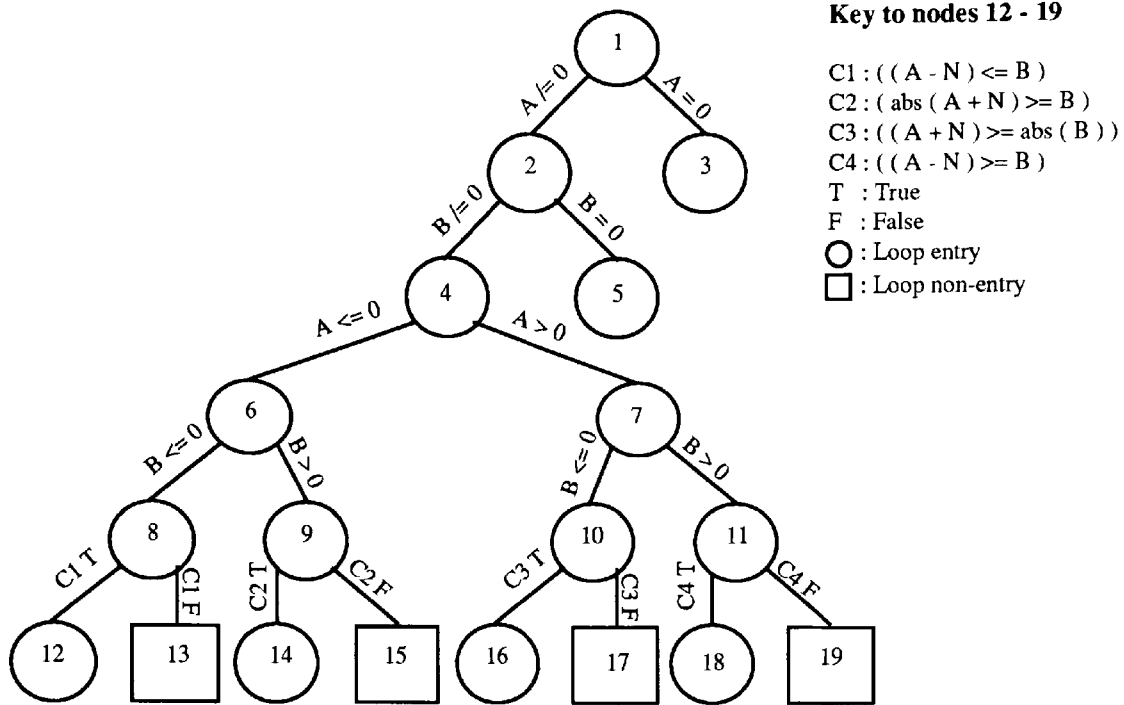 Key to nodes 12 - 19
C1 : ( ( A - N ) <= B )
C2 : ( abs ( A + N ) >= B )
C3 : ( ( A + N ) >= abs ( B ) )
C4 : ( ( A - N ) >= B )
T : True
F : False
: Loop entry
: Loop non-entry
1
A /= 0
A = 0
2
3
B /= 0
B = 0
4
5
A <= 0
A > 0
6
7
B <= 0
B > 0
B <= 0
B > 0
8
9
10
11
C1 T
C1 F
C2 T
C2 F
C3 T
C3 F
C4 T
C4 F
12
13
14
15
16
17
18
19